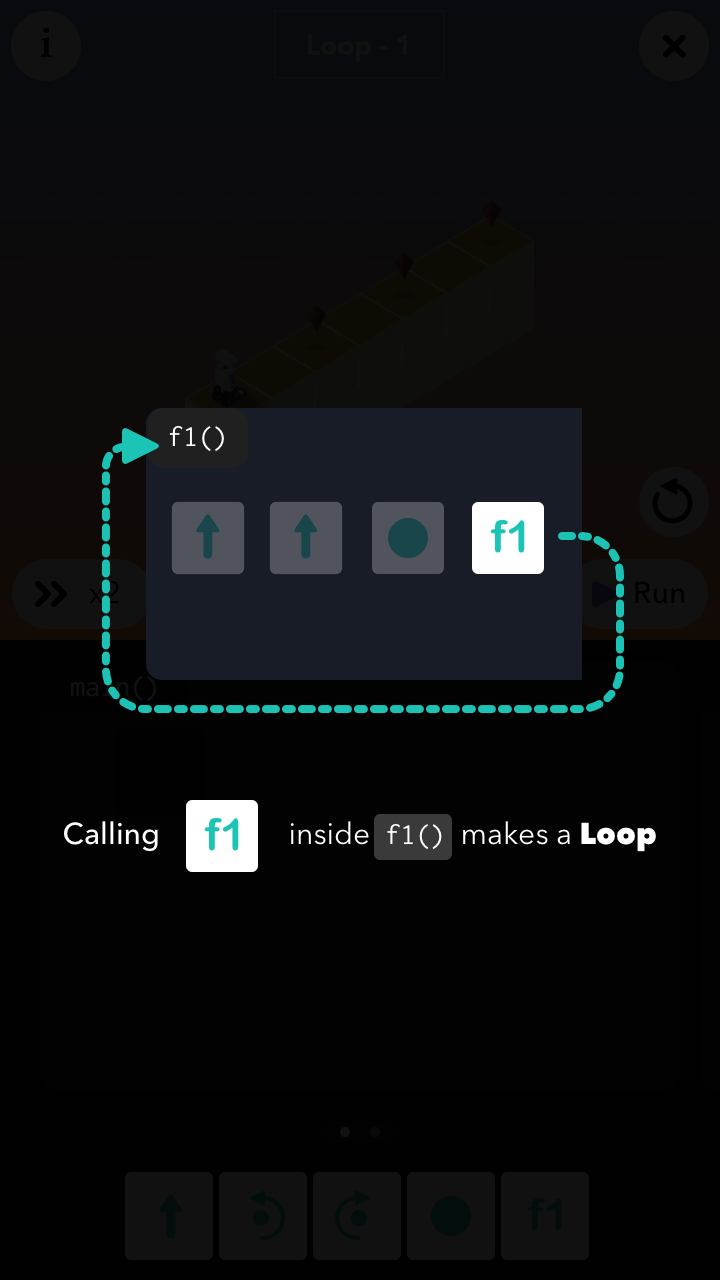 i
Loop - 1
f1()
f1
x2
Run
main()
Calling f1 inside f1() makes a Loop
f1